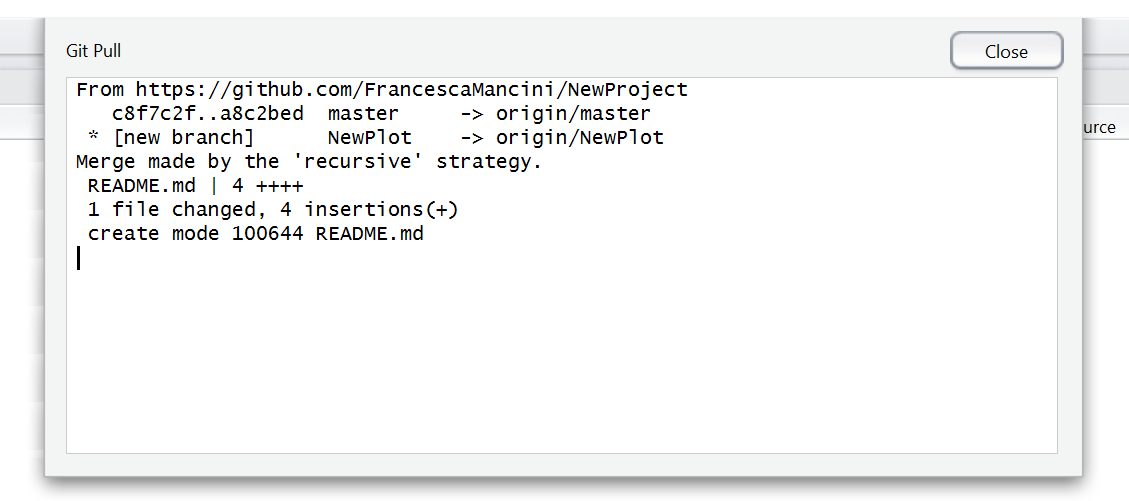 Git Pull
Close
From https://github.com/FrancescaMancini/NewProject
   c8f7c2f..a8c2bed  master     -> origin/master
 * [new branch]      NewPlot    -> origin/NewPlot
urce
Merge made by the 'recursive' strategy.
 README.md | 4 ++++
 1 file changed, 4 insertions(+)
 create mode 100644 README.md